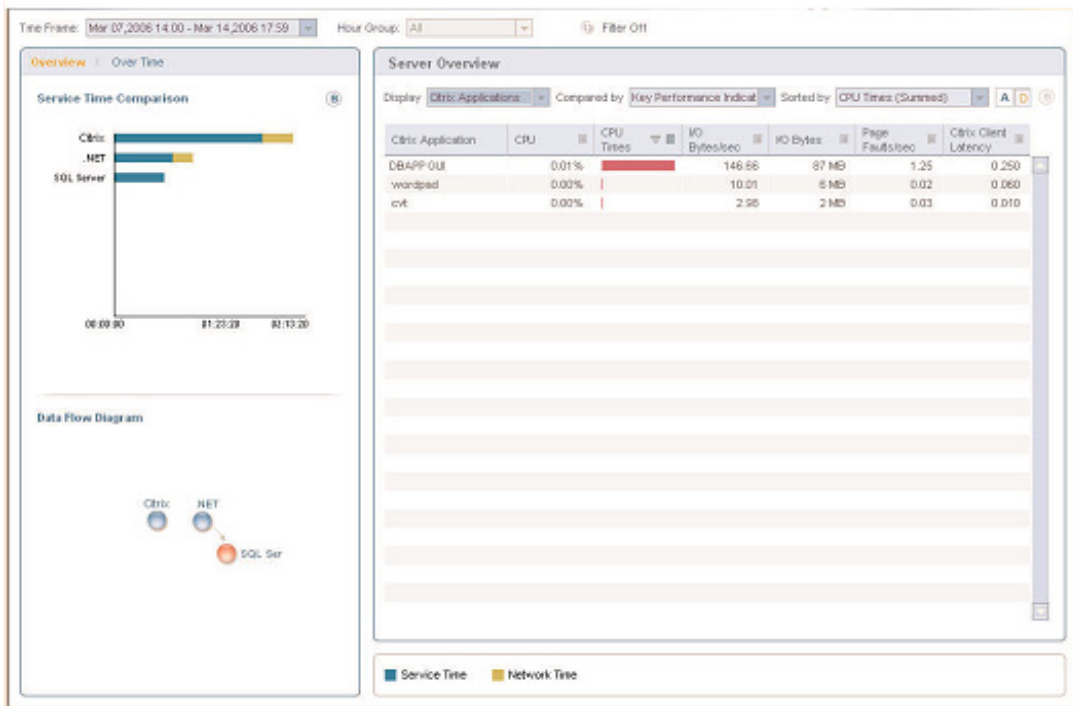 Time Frame: Mar 07,2006 14:00 - Mar 14,2006 17:59 Hour Group: All Filter Off
Overview / Over Time
Service Time Comparison
Citrix
.NET
SQL Server
00:00:00 01:23:20 02:13:20
Data Flow Diagram
Citrix .NET
SQL Ser
Server Overview
Display Citrix Applications Compared by Key Performance Indicat Sorted by CPU Times (Summed) A D
Citrix Application CPU CPU Times I/O Bytes/sec I/O Bytes Page Faults/sec Citrix Client Latency
DBAPP GUI 0.01% 146.66 87 MB 1.25 0.250
wordpad 0.00% 10.01 6 MB 0.02 0.060
cvt 0.00% 2.98 2 MB 0.03 0.010
Service Time Network Time